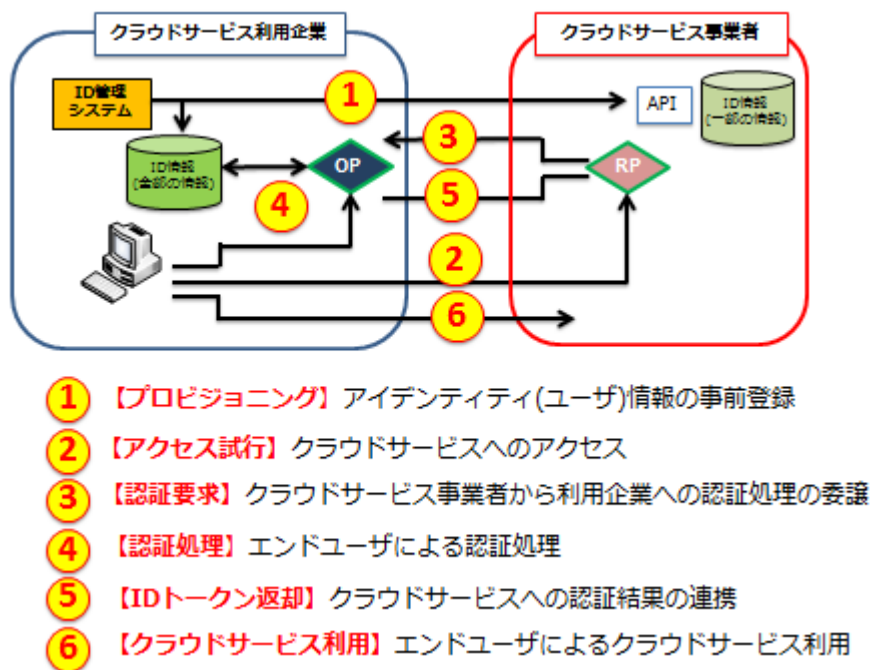 クラウドサービス利用企業
クラウドサービス事業者
ID管理
システム
1
API
ID情報
(一部の情報)
3
ID情報
(全部の情報)
OP
RP
4
5
2
6
1 【プロビジョニング】アイデンティティ(ユーザ)情報の事前登録
2 【アクセス試行】クラウドサービスへのアクセス
3 【認証要求】クラウドサービス事業者から利用企業への認証処理の委譲
4 【認証処理】エンドユーザによる認証処理
5 【IDトークン返却】クラウドサービスへの認証結果の連携
6 【クラウドサービス利用】エンドユーザによるクラウドサービス利用